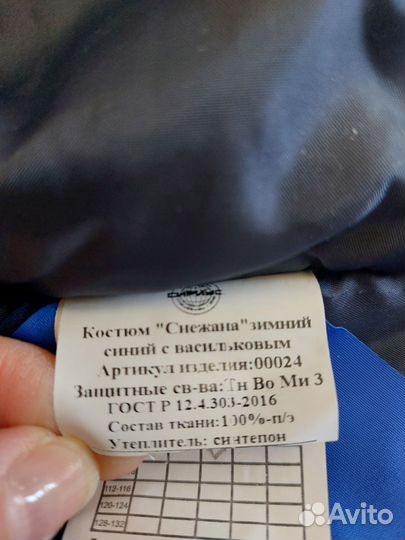 СИРИУС
Костюм "Снежана"зимний
синий с васильковым
Артикул изделия:00024
Защитные св-ва:Тн Во Ми З
ГОСТ Р 12.4.303-2016
Состав ткани:100%-п/э
Утеплитель: синтепон
112-116
120-124
128-132
Avito